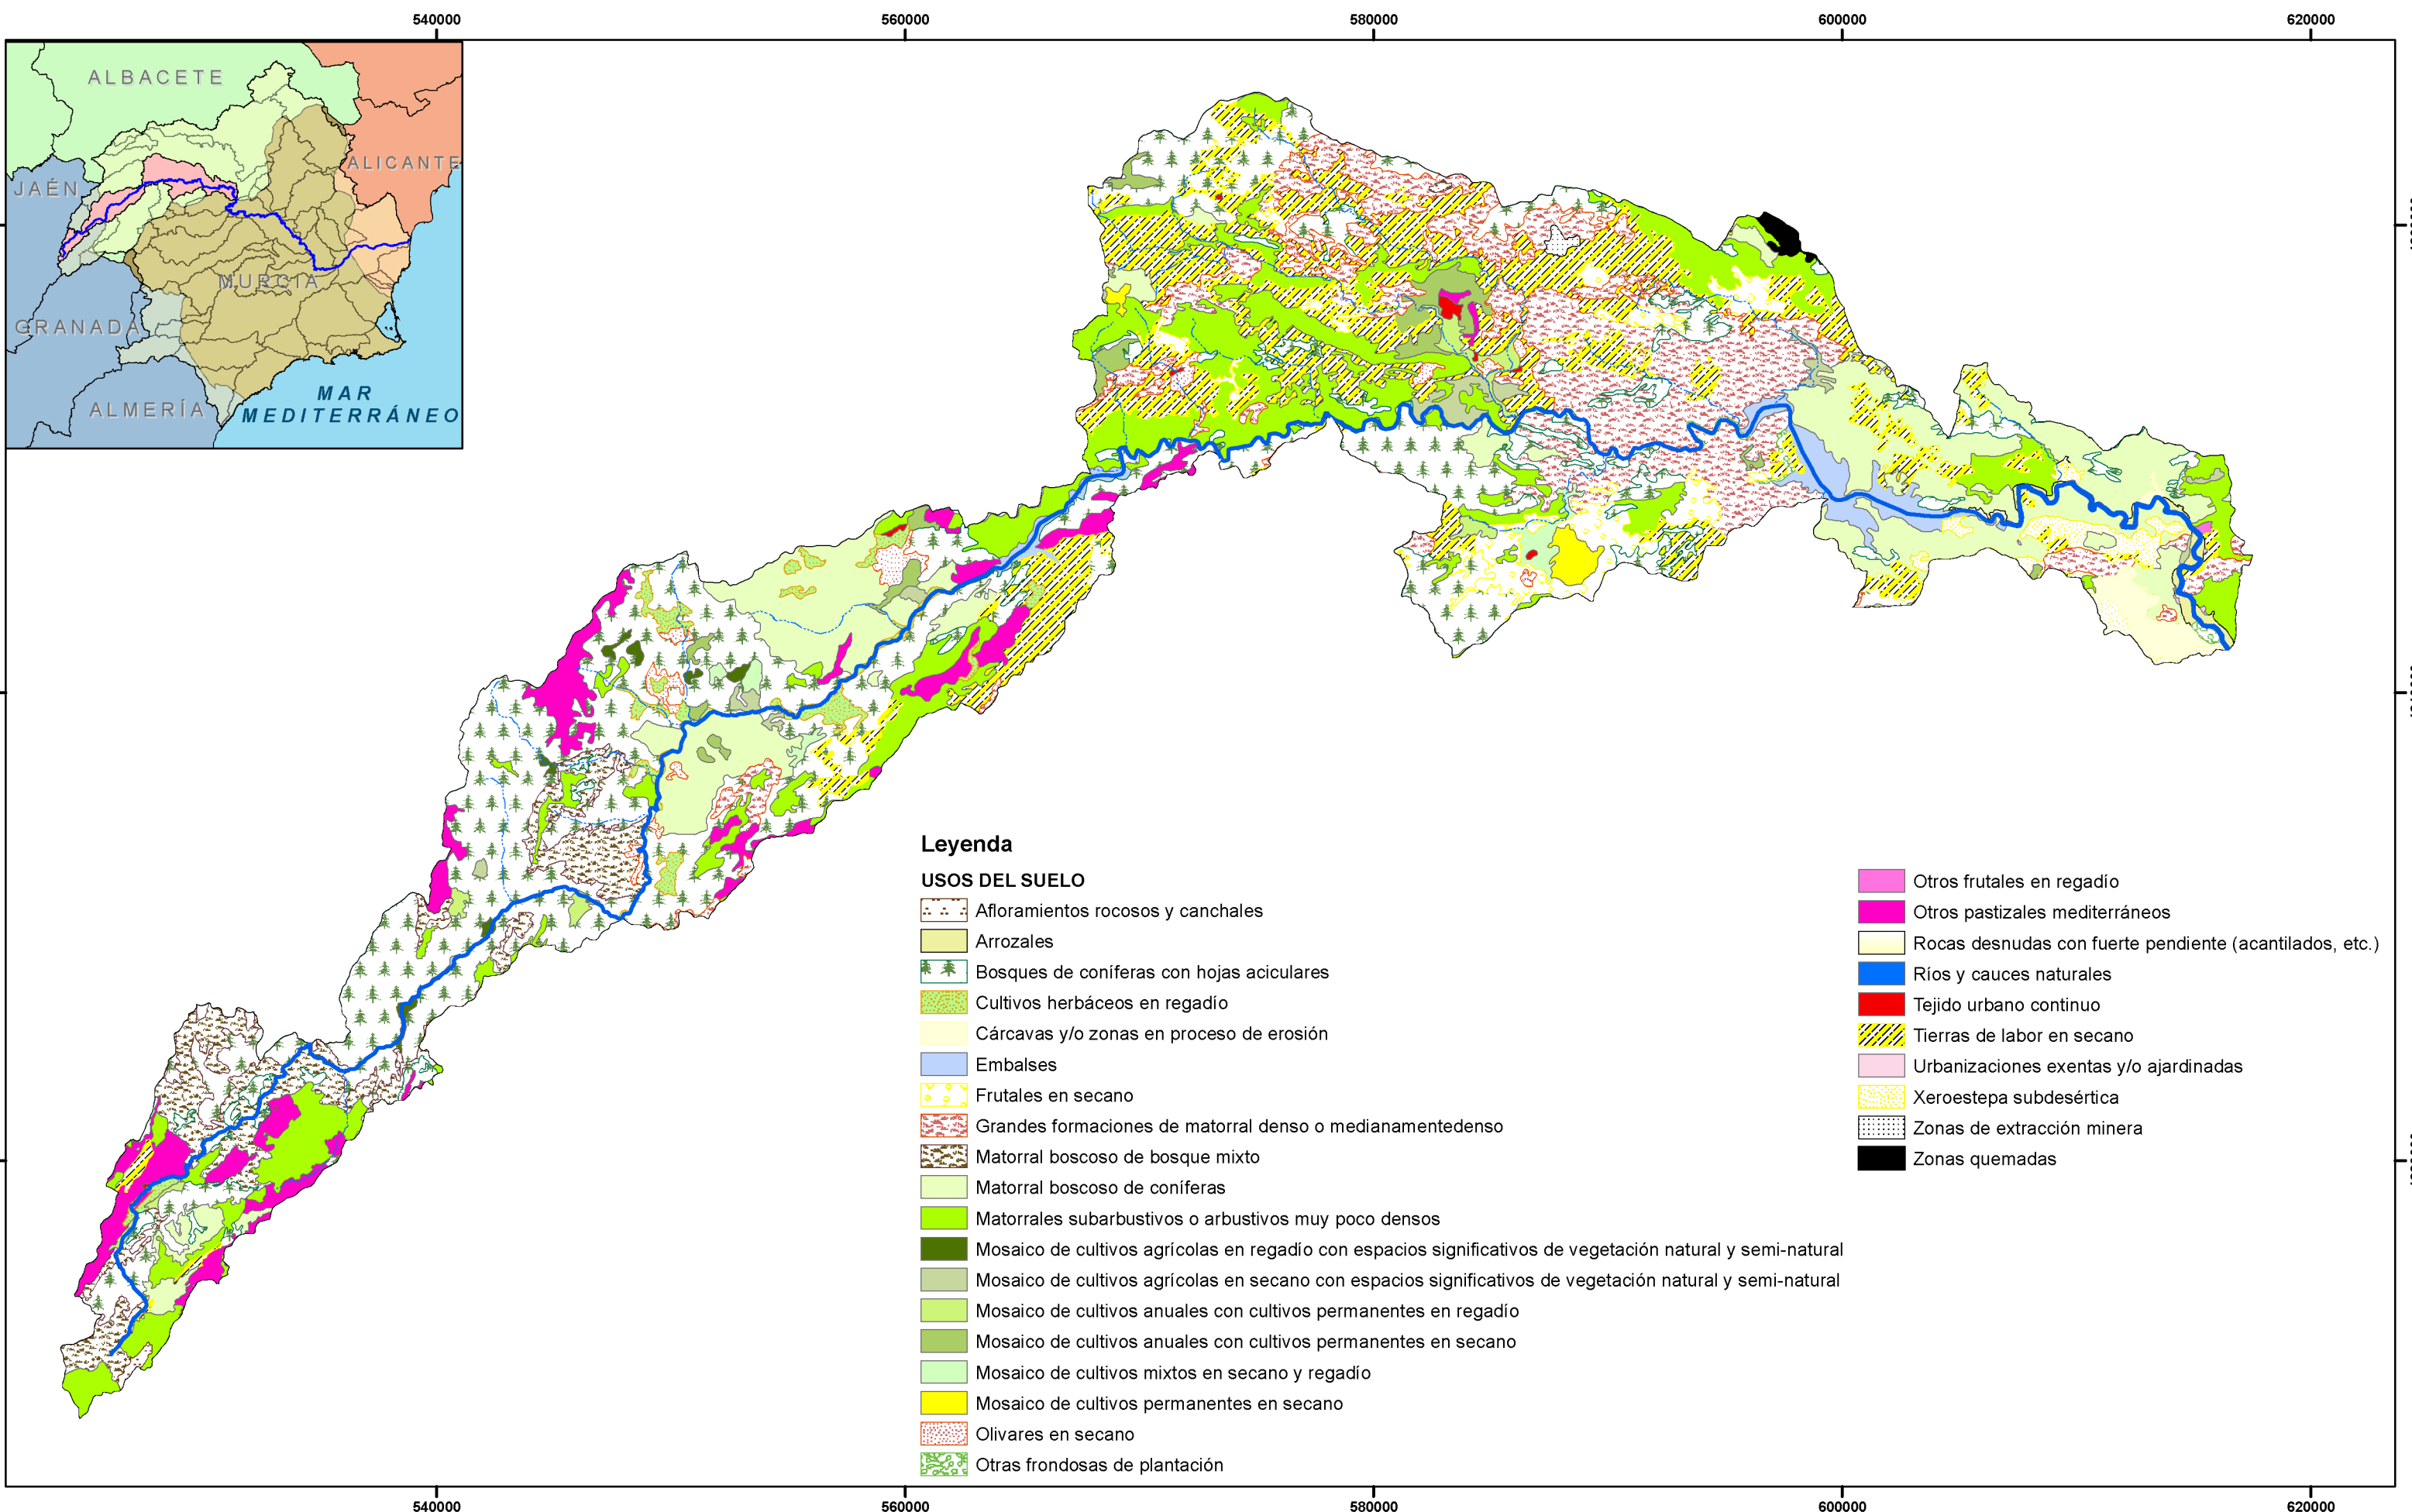 540000
560000
580000
600000
620000
ALBACETE
ALICANTE
JAÉN
MURCIA
GRANADA
ALMERÍA
MAR
MEDITERRÁNEO
Leyenda
USOS DEL SUELO
Afloramientos rocosos y canchales
Arrozales
Bosques de coníferas con hojas aciculares
Cultivos herbáceos en regadío
Cárcavas y/o zonas en proceso de erosión
Embalses
Frutales en secano
Grandes formaciones de matorral denso o medianamentedenso
Matorral boscoso de bosque mixto
Matorral boscoso de coníferas
Matorrales subarbustivos o arbustivos muy poco densos
Mosaico de cultivos agrícolas en regadío con espacios significativos de vegetación natural y semi-natural
Mosaico de cultivos agrícolas en secano con espacios significativos de vegetación natural y semi-natural
Mosaico de cultivos anuales con cultivos permanentes en regadío
Mosaico de cultivos anuales con cultivos permanentes en secano
Mosaico de cultivos mixtos en secano y regadío
Mosaico de cultivos permanentes en secano
Olivares en secano
Otras frondosas de plantación
Otros frutales en regadío
Otros pastizales mediterráneos
Rocas desnudas con fuerte pendiente (acantilados, etc.)
Ríos y cauces naturales
Tejido urbano continuo
Tierras de labor en secano
Urbanizaciones exentas y/o ajardinadas
Xeroestepa subdesértica
Zonas de extracción minera
Zonas quemadas
540000
560000
580000
600000
620000